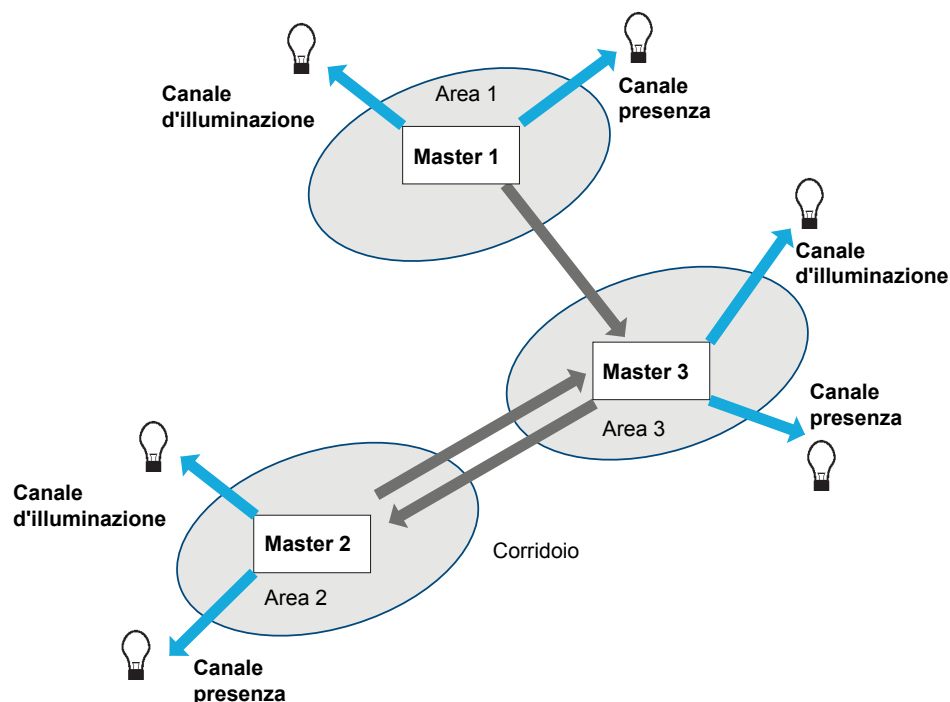 Canale
d'illuminazione
Area 1
Canale
presenza
Master 1
Canale
d'illuminazione
Master 3
Canale
presenza
Area 3
Canale
d'illuminazione
Master 2
Corridoio
Area 2
Canale
presenza